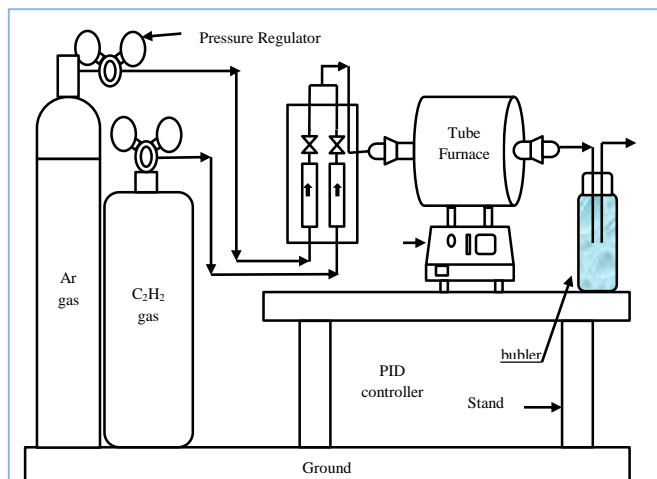 Pressure Regulator
Tube
Furnace
Ar
gas
C₂H₂
gas
bubler
PID
controller
Stand
Ground